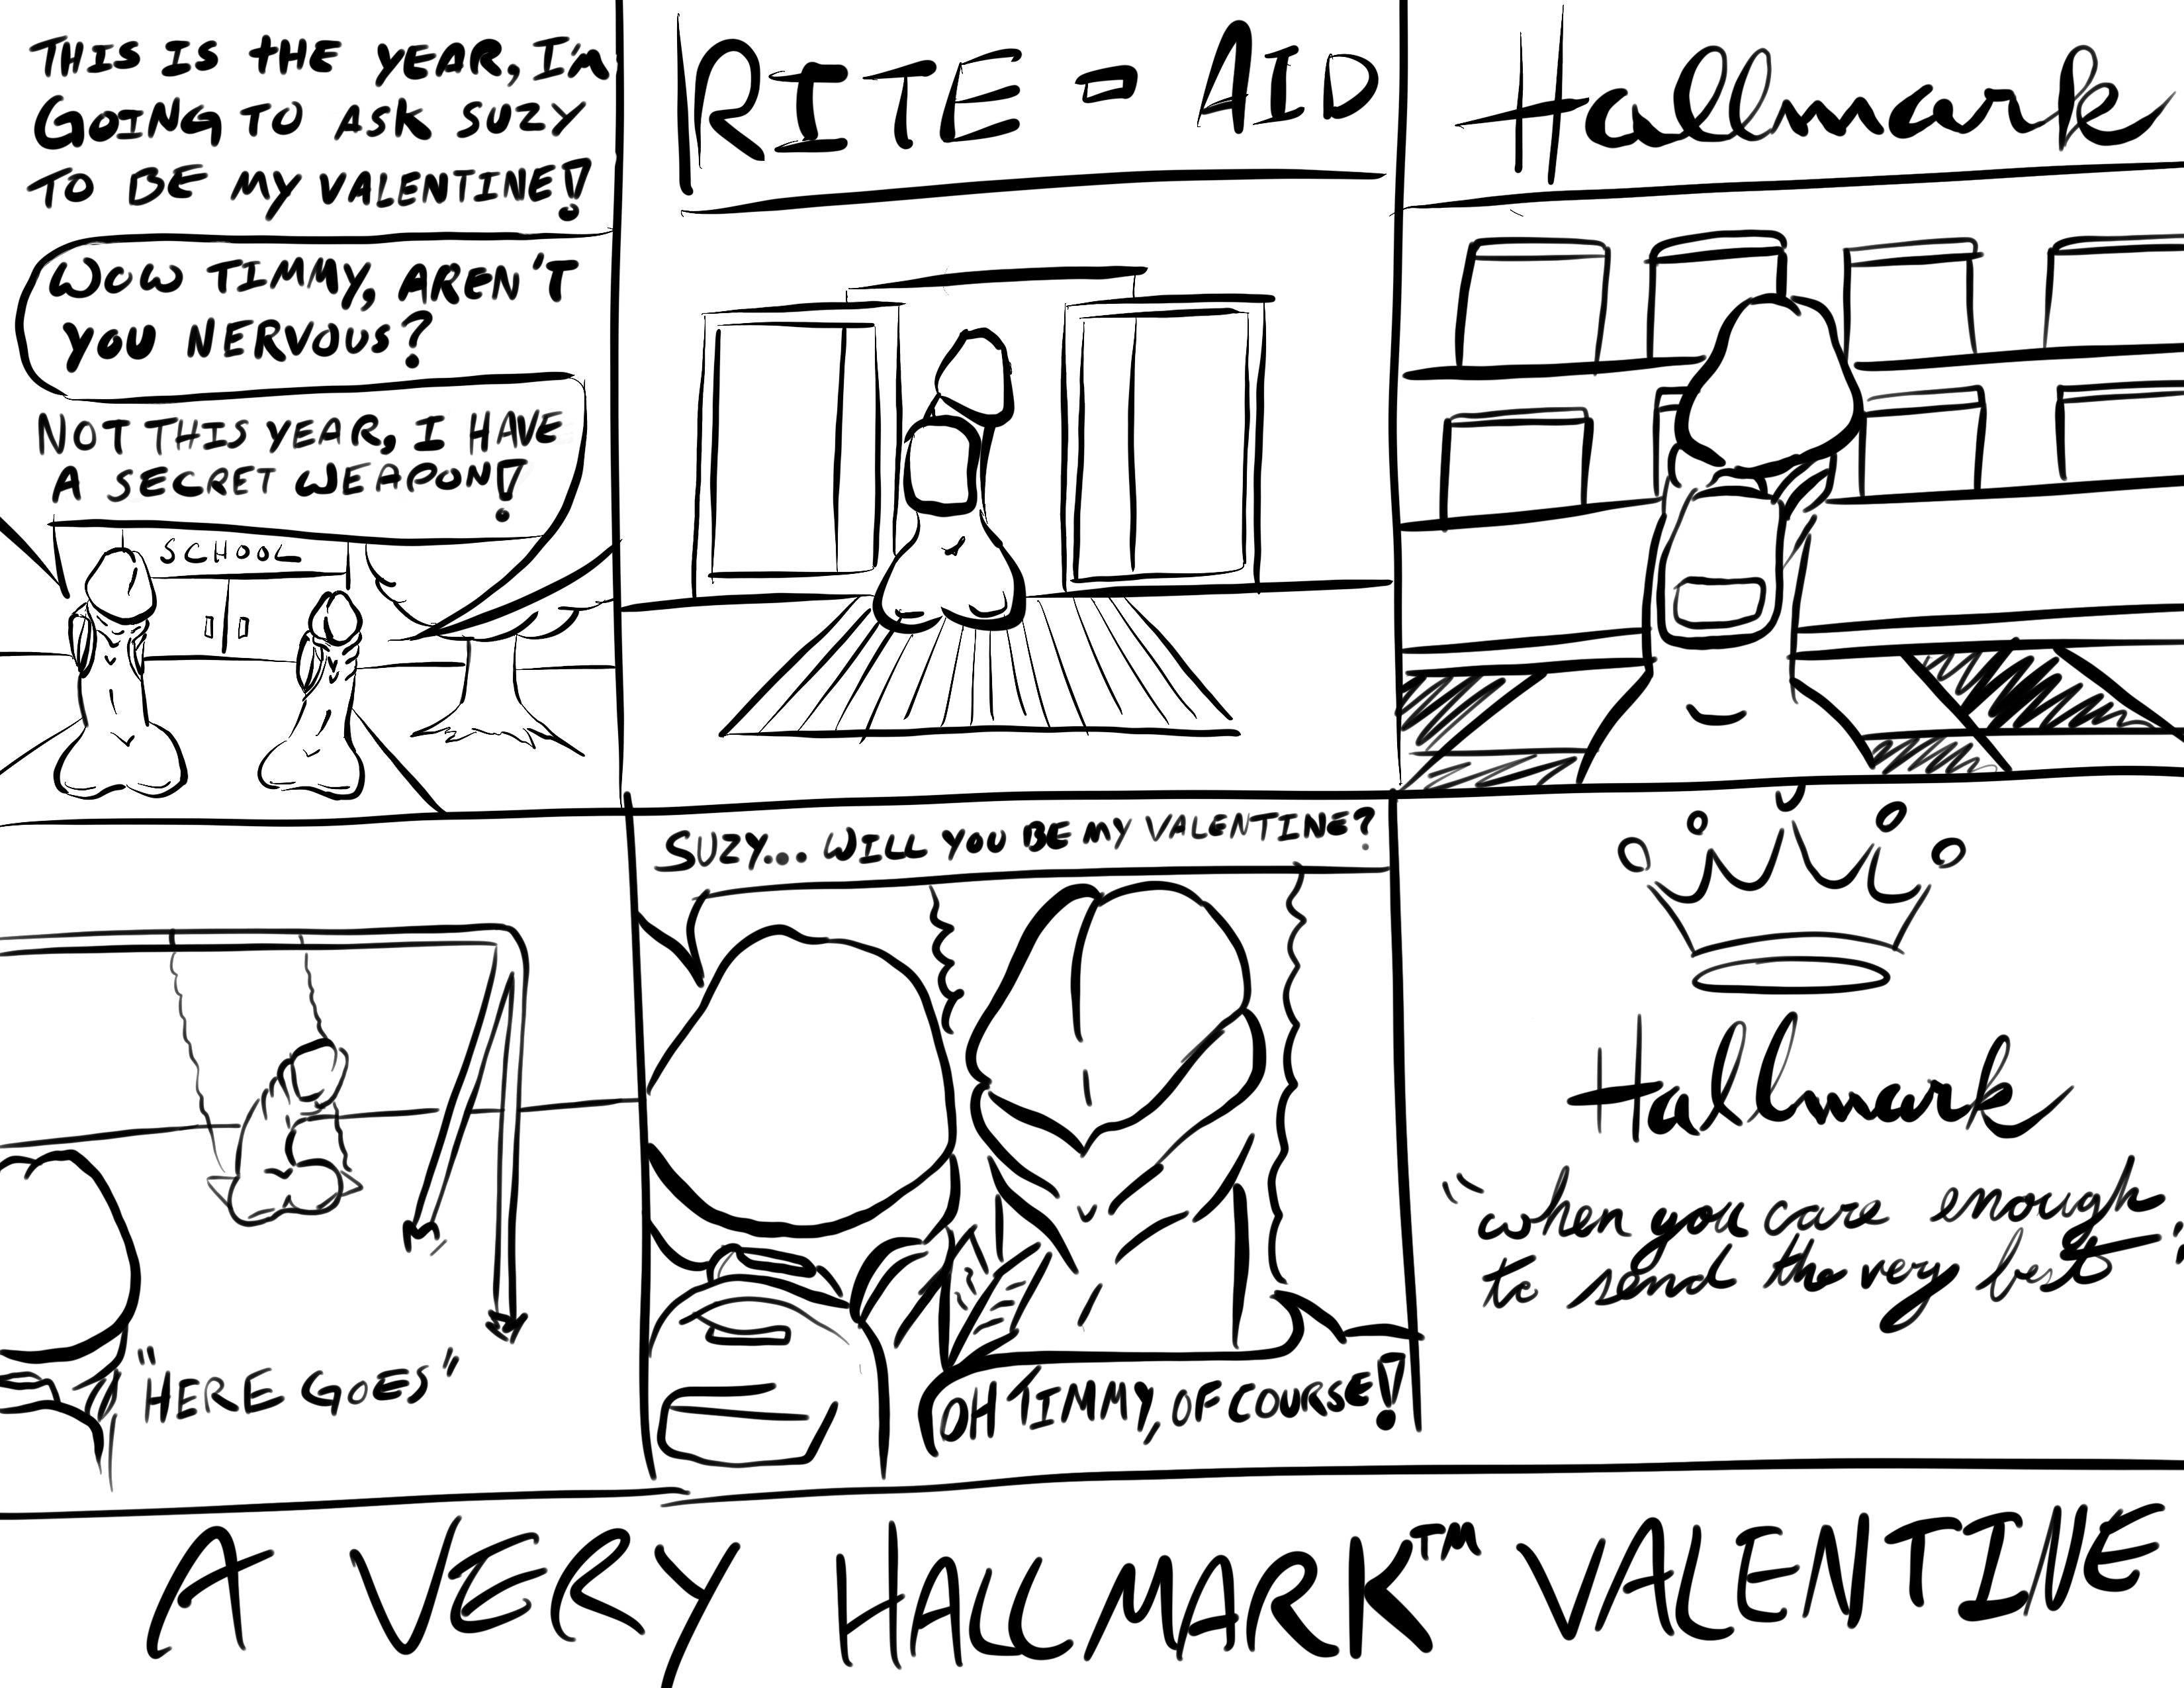 THIS IS THE YEAR, I'M
GOING TO ASK SUZY
TO BE MY VALENTINE!
WOW TIMMY, AREN'T
YOU NERVOUS?
NOT THIS YEAR, I HAVE
A SECRET WEAPON!
SCHOOL
RITE - AID
Hallmark
"HERE GOES"
SUZY... WILL YOU BE MY VALENTINE?
OH TIMMY, OF COURSE!
Hallmark
"when you care enough
to send the very best"
A VERY HALLMARK™ VALENTINE